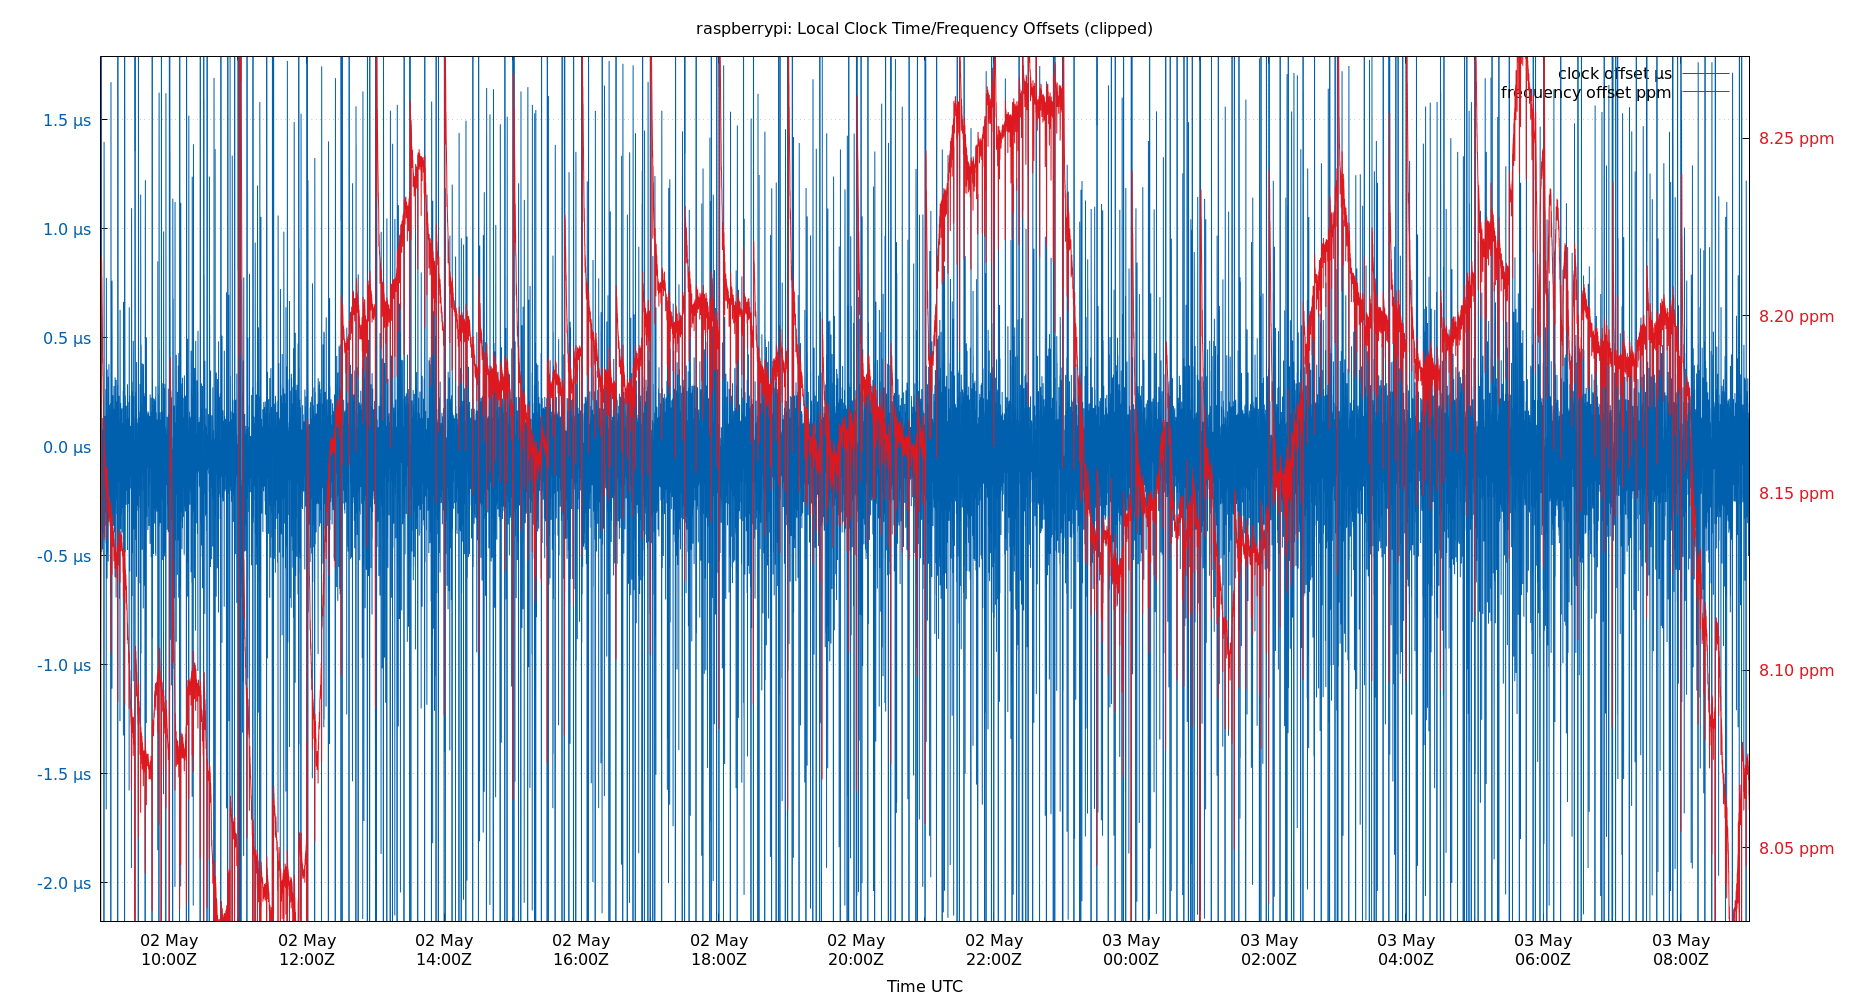 raspberrypi: Local Clock Time/Frequency Offsets (clipped)
clock offset µs
frequency offset ppm
1.5 µs
1.0 µs
0.5 µs
0.0 µs
-0.5 µs
-1.0 µs
-1.5 µs
-2.0 µs
8.25 ppm
8.20 ppm
8.15 ppm
8.10 ppm
8.05 ppm
02 May 02 May 02 May 02 May 02 May 02 May 02 May 03 May 03 May 03 May 03 May 03 May
10:00Z 12:00Z 14:00Z 16:00Z 18:00Z 20:00Z 22:00Z 00:00Z 02:00Z 04:00Z 06:00Z 08:00Z
Time UTC